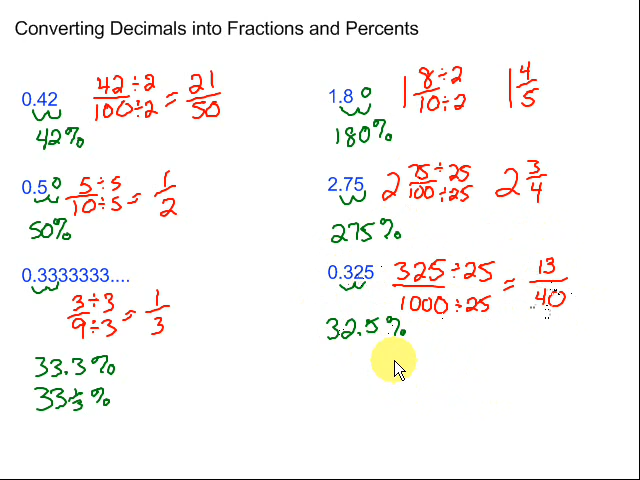 Converting Decimals into Fractions and Percents
0.42 42÷2/100÷2 = 21/50
42%
0.50 5÷5/10÷5 = 1/2
50%
0.3333333....
3÷3/9÷3 = 1/3
33.3%
33⅓%
1.80 1 8÷2/10÷2 1 4/5
180%
2.75 2 75÷25/100÷25 2 3/4
275%
0.325 325÷25/1000÷25 = 13/40
32.5%